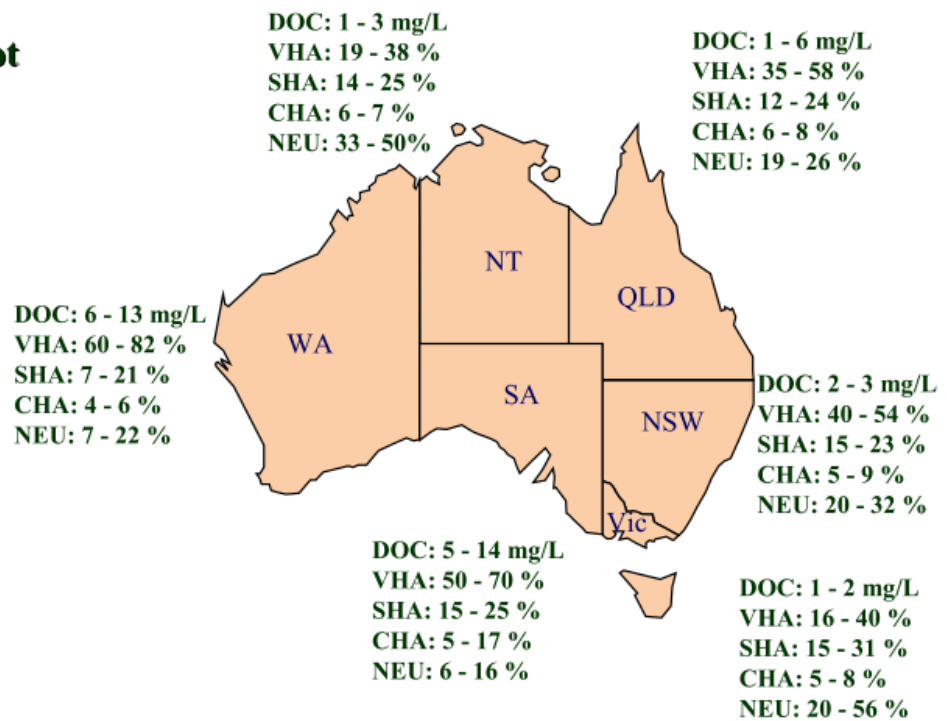 DOC: 1 - 3 mg/L
VHA: 19 - 38 %
SHA: 14 - 25 %
CHA: 6 - 7 %
NEU: 33 - 50%
DOC: 1 - 6 mg/L
VHA: 35 - 58 %
SHA: 12 - 24 %
CHA: 6 - 8 %
NEU: 19 - 26 %
NT
QLD
WA
SA
NSW
Vic
DOC: 6 - 13 mg/L
VHA: 60 - 82 %
SHA: 7 - 21 %
CHA: 4 - 6 %
NEU: 7 - 22 %
DOC: 2 - 3 mg/L
VHA: 40 - 54 %
SHA: 15 - 23 %
CHA: 5 - 9 %
NEU: 20 - 32 %
DOC: 5 - 14 mg/L
VHA: 50 - 70 %
SHA: 15 - 25 %
CHA: 5 - 17 %
NEU: 6 - 16 %
DOC: 1 - 2 mg/L
VHA: 16 - 40 %
SHA: 15 - 31 %
CHA: 5 - 8 %
NEU: 20 - 56 %